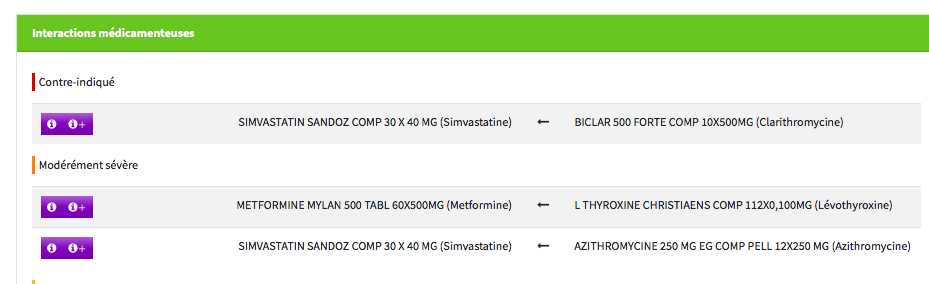 Interactions médicamenteuses
Contre-indiqué
SIMVASTATIN SANDOZ COMP 30 X 40 MG (Simvastatine) ← BICLAR 500 FORTE COMP 10X500MG (Clarithromycine)
Modérément sévère
METFORMINE MYLAN 500 TABL 60X500MG (Metformine) ← L THYROXINE CHRISTIAENS COMP 112X0,100MG (Lévothyroxine)
SIMVASTATIN SANDOZ COMP 30 X 40 MG (Simvastatine) ← AZITHROMYCINE 250 MG EG COMP PELL 12X250 MG (Azithromycine)